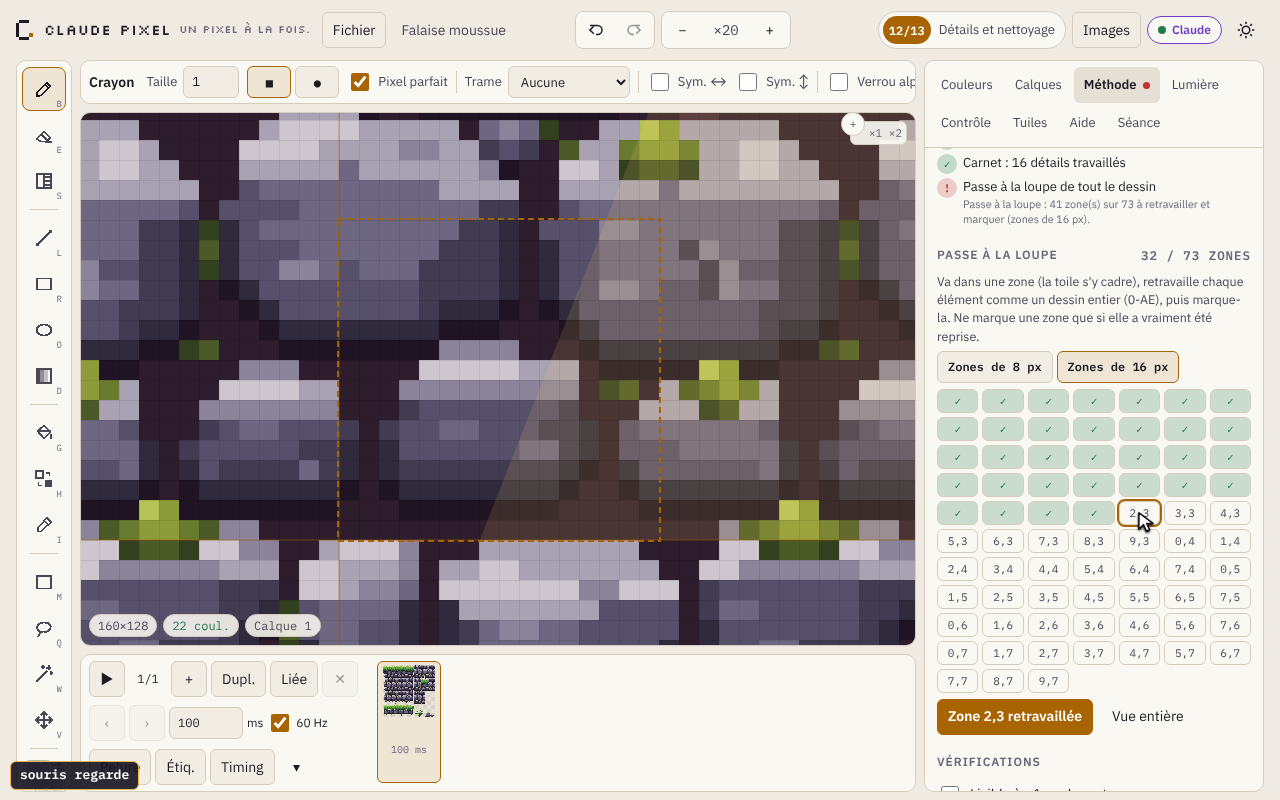 CLAUDE PIXEL UN PIXEL À LA FOIS. Fichier Falaise moussue − ×20 + 12/13 Détails et nettoyage Images Claude
Crayon Taille 1 Pixel parfait Trame Aucune Sym. ↔ Sym. ↕ Verrou alp
B
E
S
L
R
O
D
G
H
I
M
Q
W
V
+ ×1 ×2
160×128 22 coul. Calque 1
1/1 + Dupl. Liée ✕
‹ › 100 ms 60 Hz
Étiq. Timing ▼
100 ms
souris regarde
Couleurs Calques Méthode Lumière
Contrôle Tuiles Aide Séance
✓ Carnet : 16 détails travaillés
! Passe à la loupe de tout le dessin
Passe à la loupe : 41 zone(s) sur 73 à retravailler et
marquer (zones de 16 px).
PASSE À LA LOUPE 32 / 73 ZONES
Va dans une zone (la toile s'y cadre), retravaille chaque
élément comme un dessin entier (0-AE), puis marque-
la. Ne marque une zone que si elle a vraiment été
reprise.
Zones de 8 px Zones de 16 px
✓ ✓ ✓ ✓ ✓ ✓ ✓
✓ ✓ ✓ ✓ ✓ ✓ ✓
✓ ✓ ✓ ✓ ✓ ✓ ✓
✓ ✓ ✓ ✓ ✓ ✓ ✓
✓ ✓ ✓ ✓ 2,3 3,3 4,3
5,3 6,3 7,3 8,3 9,3 0,4 1,4
2,4 3,4 4,4 5,4 6,4 7,4 0,5
1,5 2,5 3,5 4,5 5,5 6,5 7,5
0,6 1,6 2,6 3,6 4,6 5,6 7,6
0,7 1,7 2,7 3,7 4,7 5,7 6,7
7,7 8,7 9,7
Zone 2,3 retravaillée Vue entière
VÉRIFICATIONS